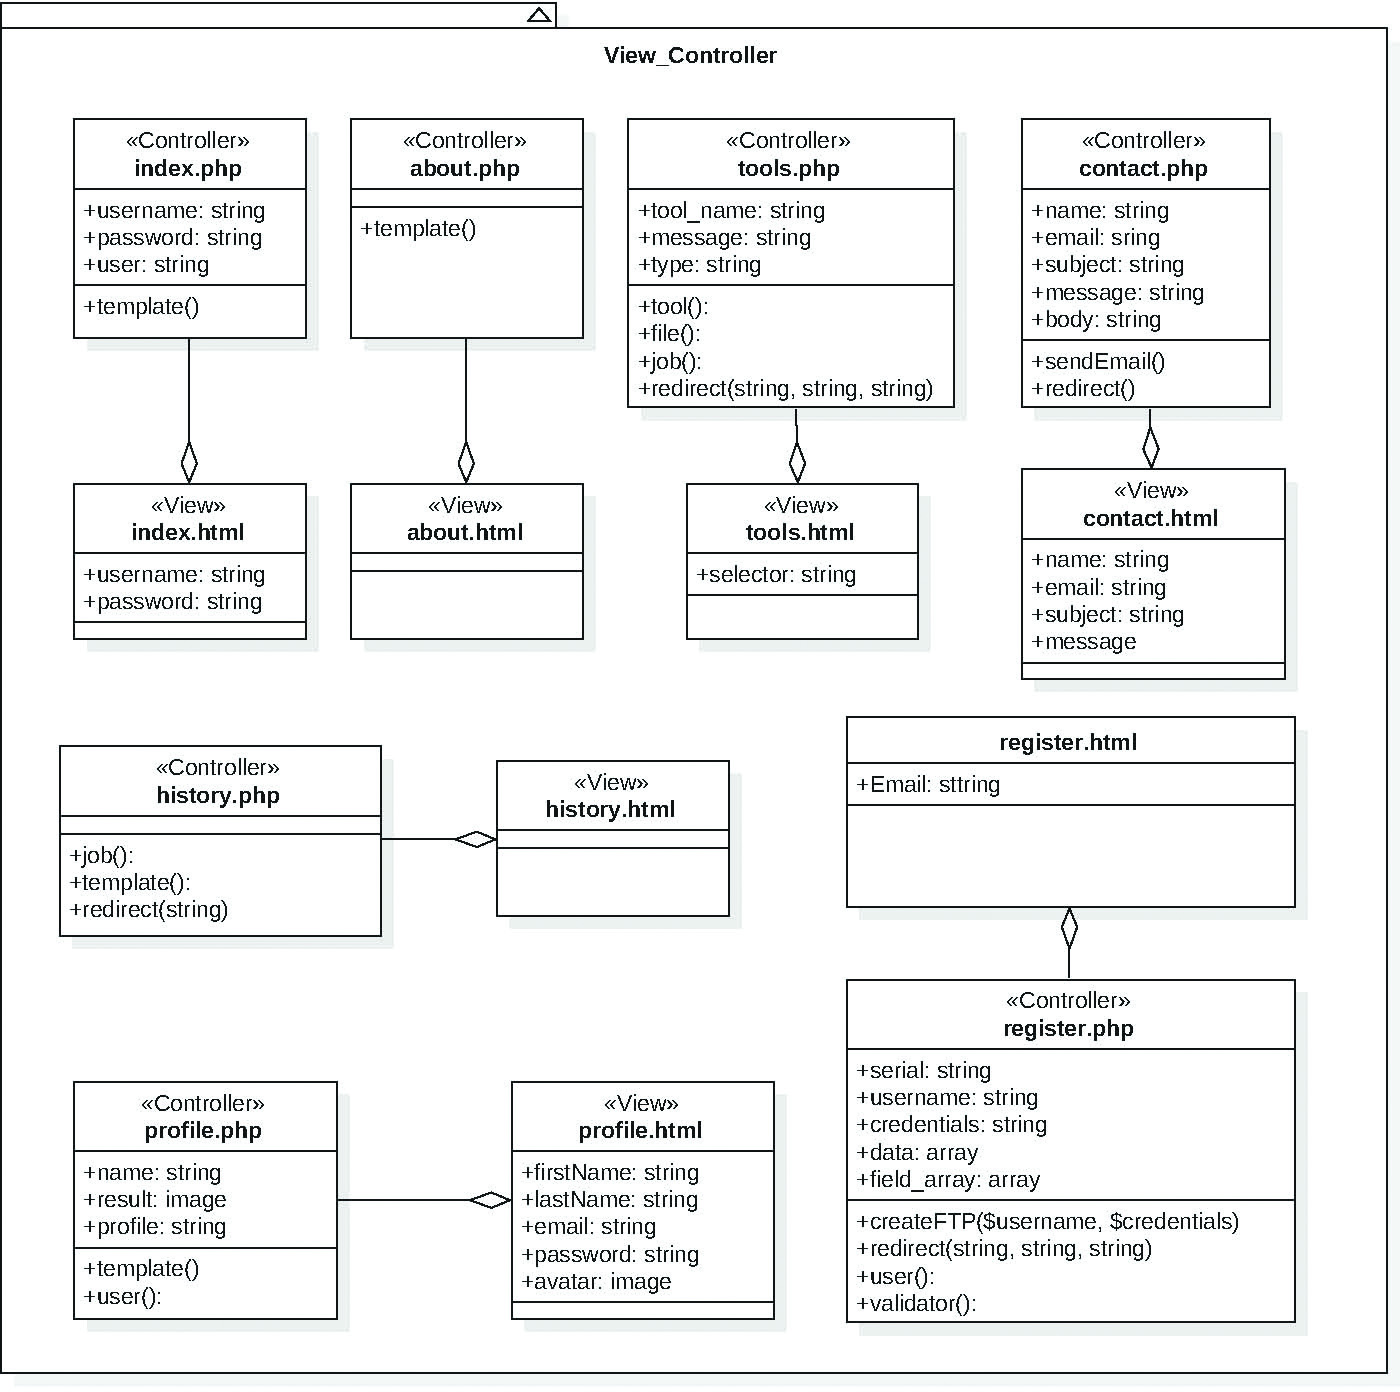 View_Controller
«Controller»
index.php
+username: string
+password: string
+user: string
+template()
«Controller»
about.php
+template()
«Controller»
tools.php
+tool_name: string
+message: string
+type: string
+tool():
+file():
+job():
+redirect(string, string, string)
«Controller»
contact.php
+name: string
+email: sring
+subject: string
+message: string
+body: string
+sendEmail()
+redirect()
«View»
index.html
+username: string
+password: string
«View»
about.html
«View»
tools.html
+selector: string
«View»
contact.html
+name: string
+email: string
+subject: string
+message
«Controller»
history.php
+job():
+template():
+redirect(string)
«View»
history.html
register.html
+Email: sttring
«Controller»
register.php
+serial: string
+username: string
+credentials: string
+data: array
+field_array: array
+createFTP($username, $credentials)
+redirect(string, string, string)
+user():
+validator():
«Controller»
profile.php
+name: string
+result: image
+profile: string
+template()
+user():
«View»
profile.html
+firstName: string
+lastName: string
+email: string
+password: string
+avatar: image